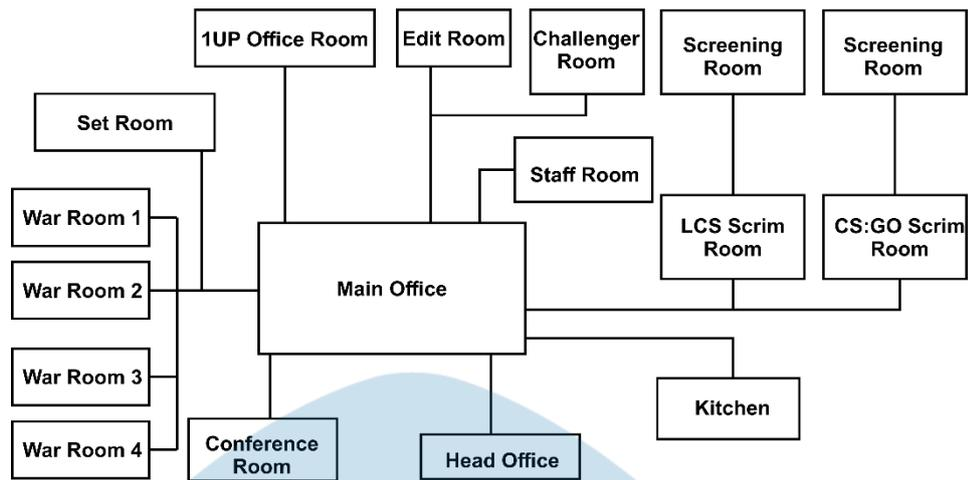 1UP Office Room
Edit Room
Challenger
Room
Screening
Room
Screening
Room
Set Room
Staff Room
War Room 1
LCS Scrim
Room
CS:GO Scrim
Room
War Room 2
Main Office
War Room 3
Kitchen
War Room 4
Conference
Room
Head Office